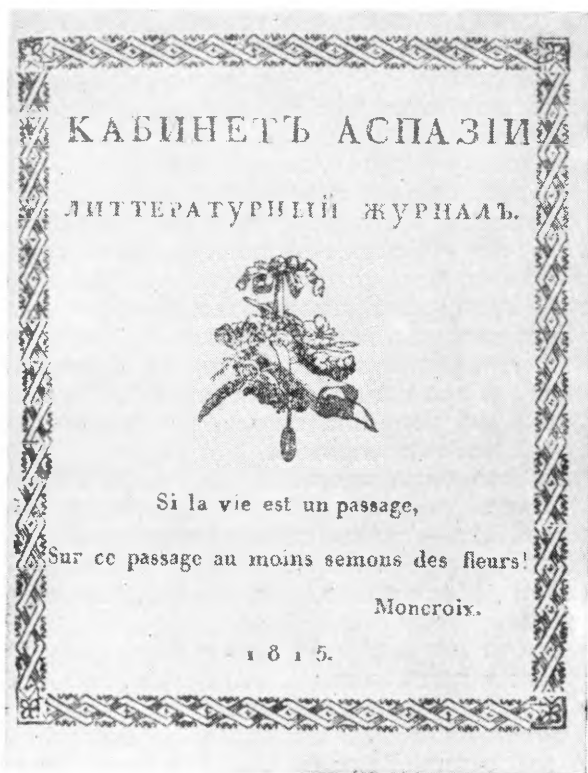 КАБИНЕТЪ АСПАЗІИ
ЛИТТЕРАТУРНЫЙ ЖУРНАЛЪ.
Si la vie est un passage,
Sur ce passage au moins semons des fleurs!
Moncroix.
1815.